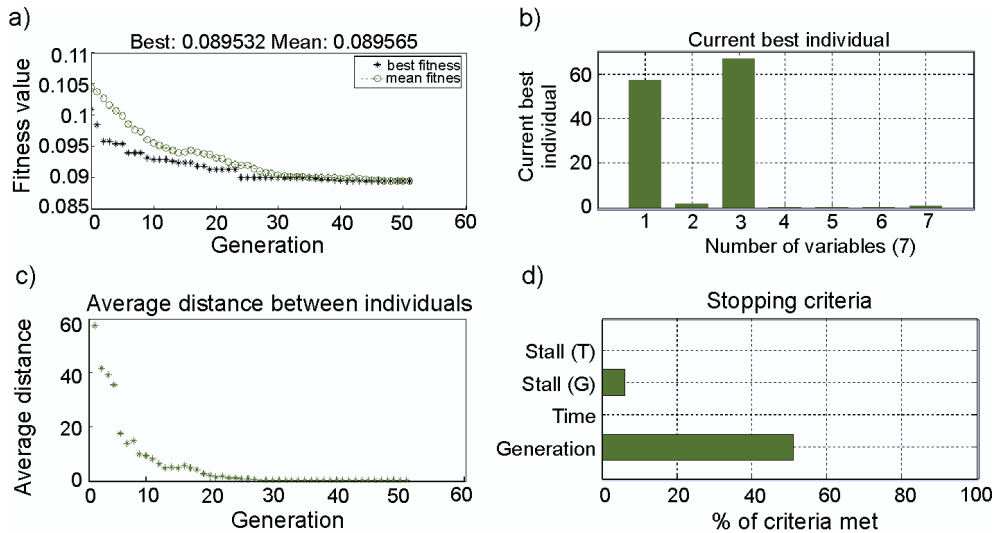 a)
Best: 0.089532 Mean: 0.089565
0.11
0.105
0.1
0.095
0.09
0.085
Fitness value
best fitness
mean fitnes
0 10 20 30 40 50 60
Generation
b)
Current best individual
60
40
20
0
Current best
individual
1 2 3 4 5 6 7
Number of variables (7)
c)
Average distance between individuals
60
40
20
0
Average distance
0 10 20 30 40 50 60
Generation
d)
Stopping criteria
Stall (T)
Stall (G)
Time
Generation
0 20 40 60 80 100
% of criteria met